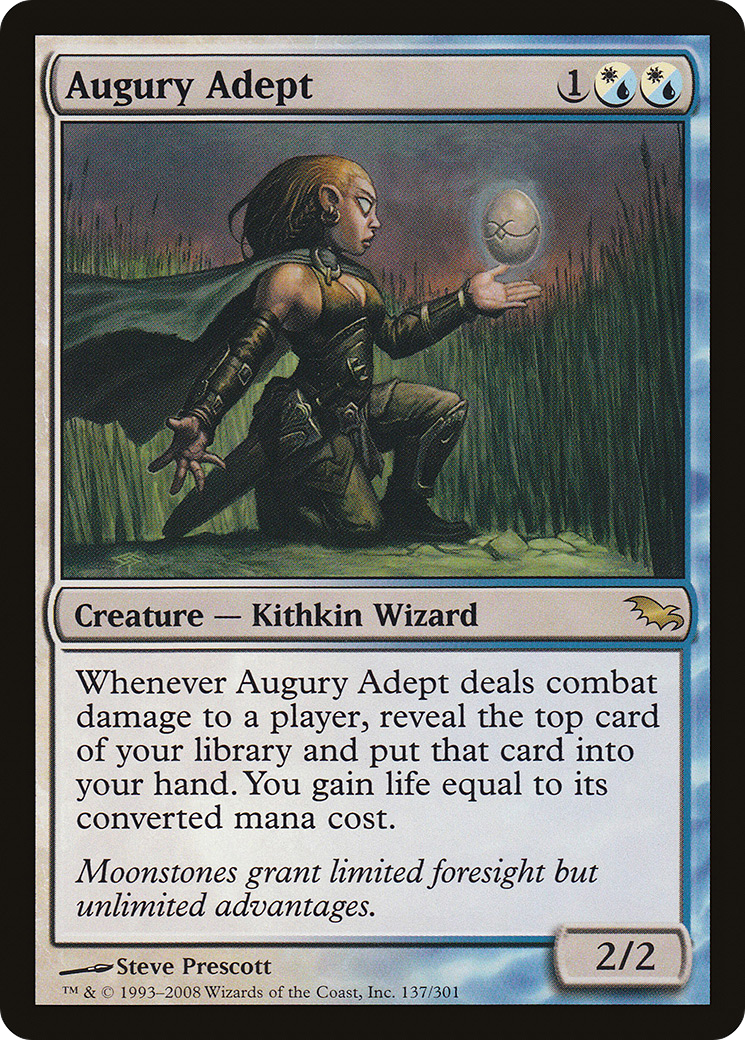 Augury Adept 1
Creature — Kithkin Wizard
Whenever Augury Adept deals combat
damage to a player, reveal the top card
of your library and put that card into
your hand. You gain life equal to its
converted mana cost.
Moonstones grant limited foresight but
unlimited advantages.
2/2
Steve Prescott
™ & © 1993–2008 Wizards of the Coast, Inc. 137/301